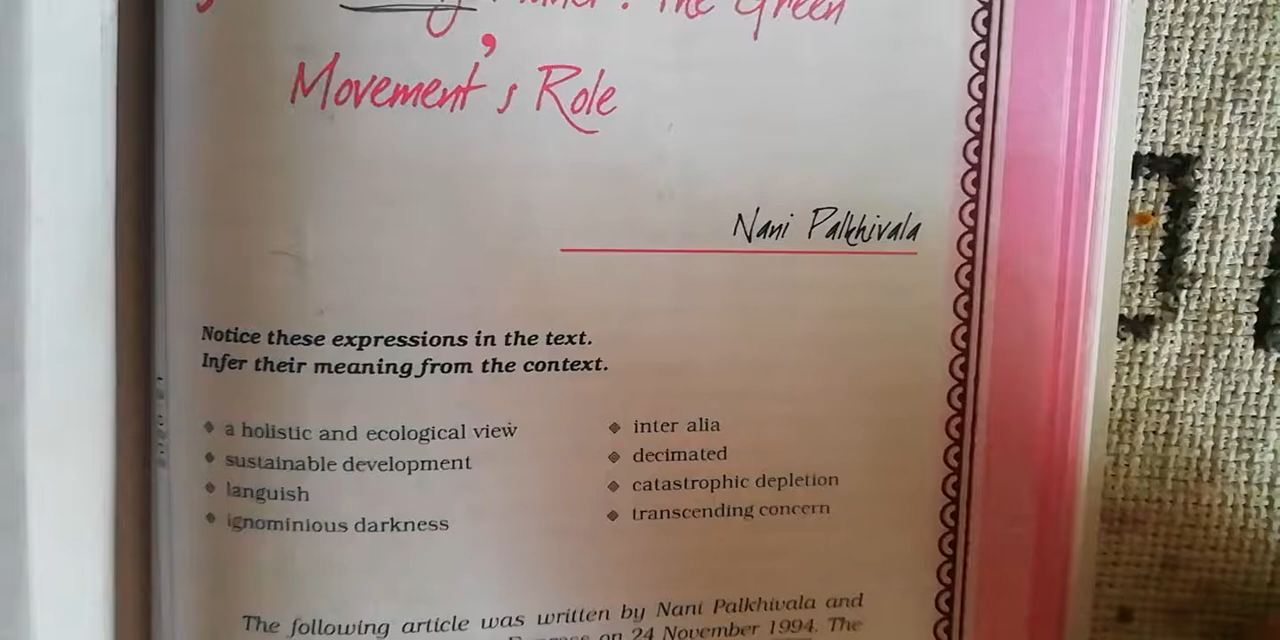 The Green
Movement's Role
Nani Palkhivala
Notice these expressions in the text.
Infer their meaning from the context.
a holistic and ecological view
sustainable development
languish
ignominious darkness
inter alia
decimated
catastrophic depletion
transcending concern
The following article was written by Nani Palkhivala and
on 24 November 1994. The